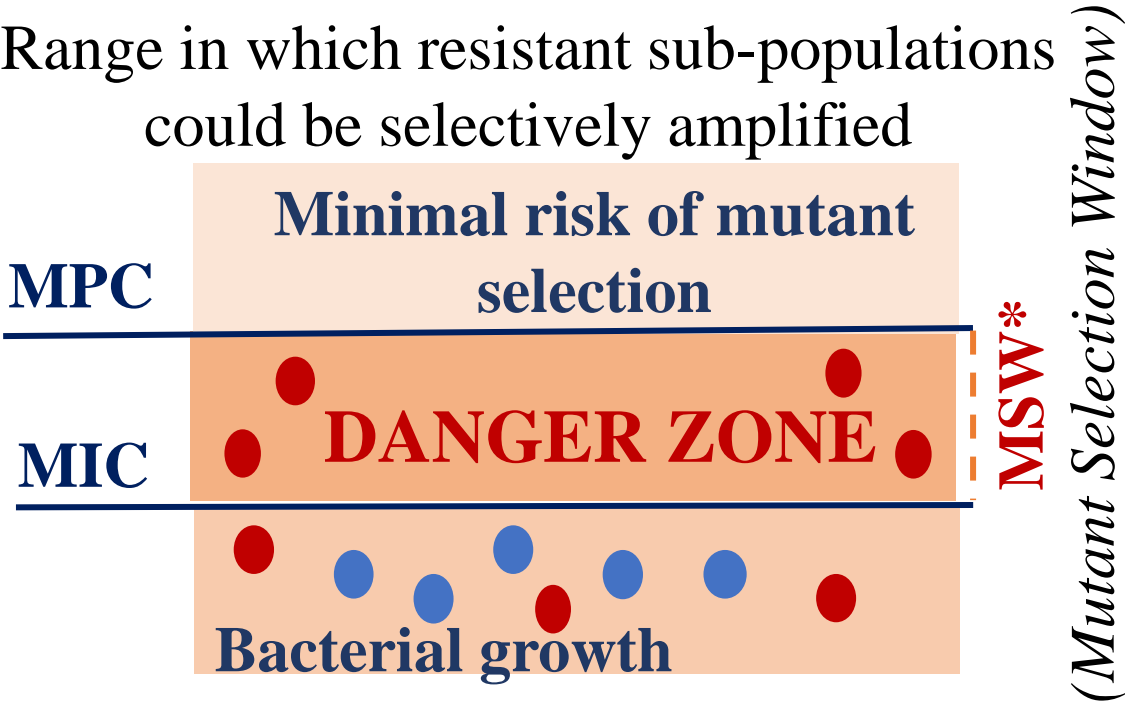 Range in which resistant sub-populations
could be selectively amplified
Minimal risk of mutant
selection
MPC
DANGER ZONE
MIC
Bacterial growth
MSW*
(Mutant Selection Window)